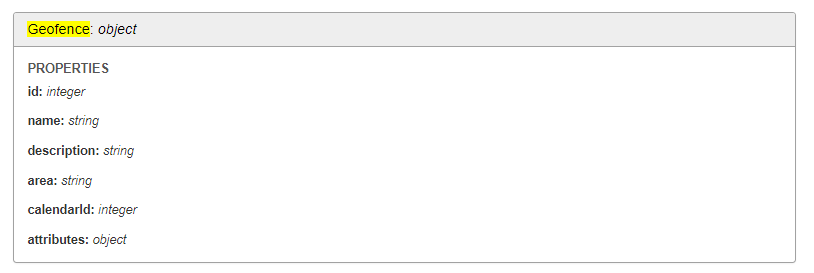 Geofence: object
PROPERTIES
id: integer
name: string
description: string
area: string
calendarId: integer
attributes: object